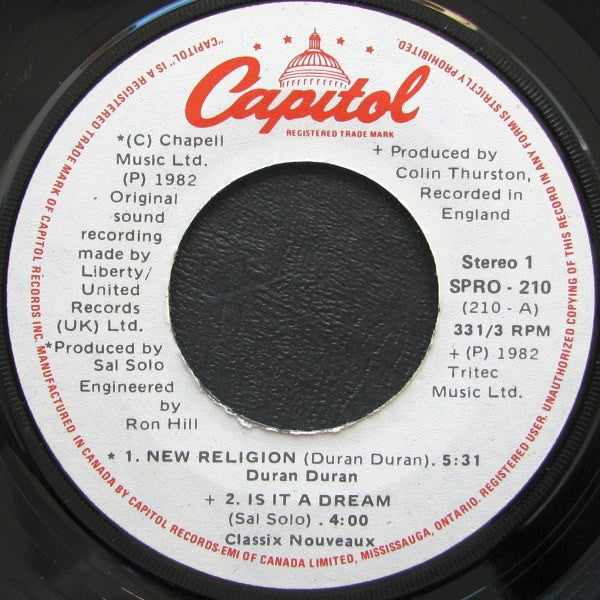 Capitol
REGISTERED TRADE MARK
"CAPITOL" IS A REGISTERED TRADE MARK OF CAPITOL RECORDS INC. MANUFACTURED IN CANADA BY CAPITOL RECORDS-EMI OF CANADA LIMITED, MISSISSAUGA, ONTARIO. REGISTERED USER. UNAUTHORIZED COPYING OF THIS RECORD IN ANY FORM IS STRICTLY PROHIBITED.
*(C) Chapell
Music Ltd.
(P) 1982
Original
sound
recording
made by
Liberty/
United
Records
(UK) Ltd.
*Produced by
Sal Solo
Engineered
by
Ron Hill
+ Produced by
Colin Thurston,
Recorded in
England
Stereo 1
SPRO - 210
(210 - A)
331/3 RPM
+ (P) 1982
Tritec
Music Ltd.
* 1. NEW RELIGION (Duran Duran). 5:31
Duran Duran
+ 2. IS IT A DREAM
(Sal Solo) . 4:00
Classix Nouveaux